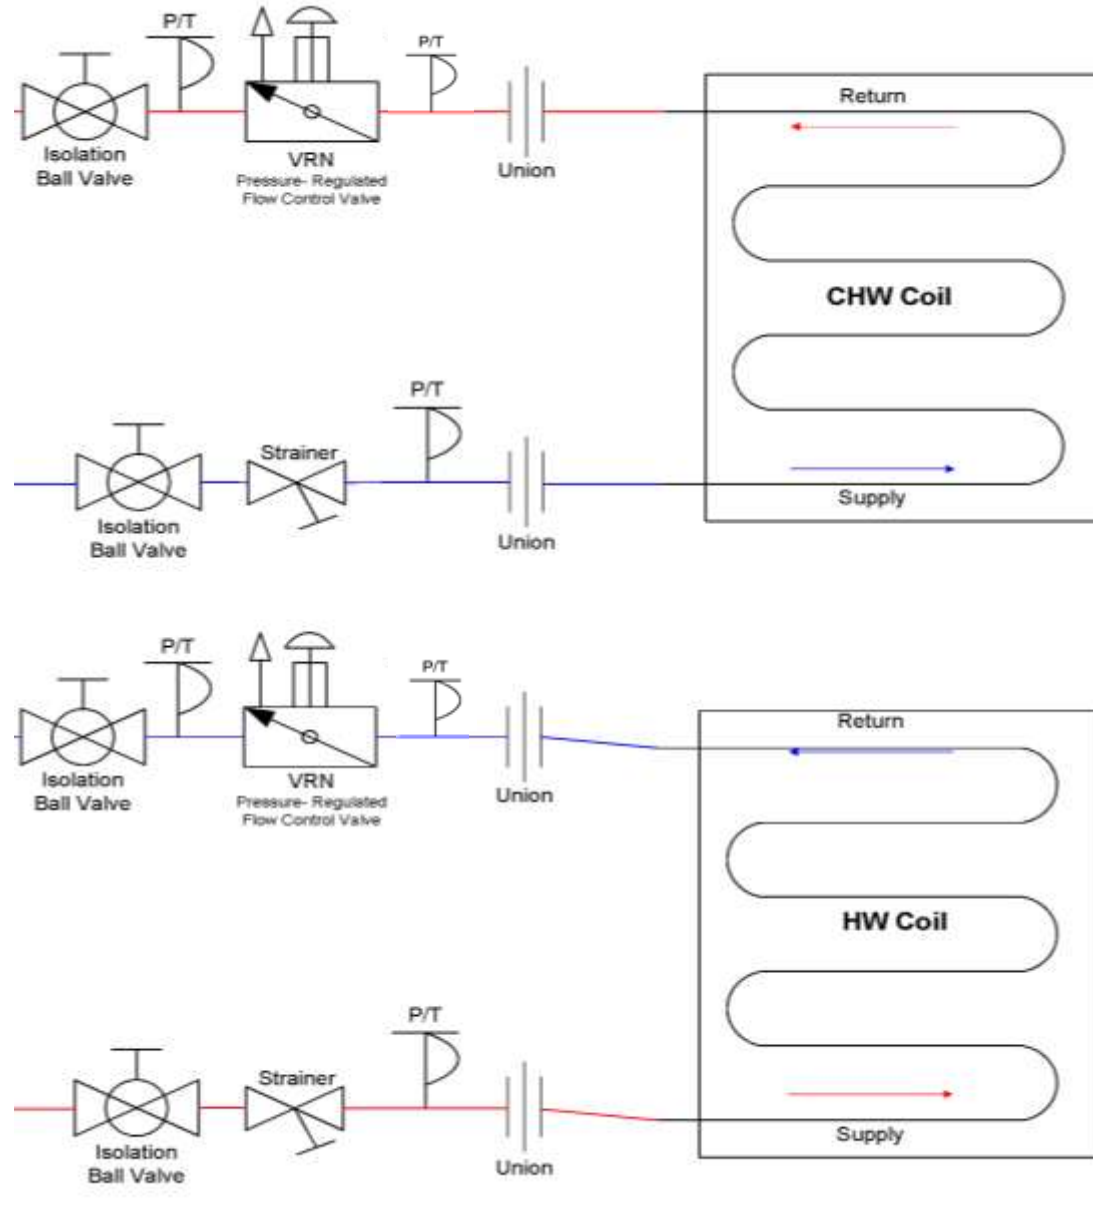 P/T
P/T
Return
Isolation
Ball Valve
VRN
Pressure- Regulated
Flow Control Valve
Union
CHW Coil
P/T
Strainer
Supply
Isolation
Ball Valve
Union
P/T
P/T
Return
Isolation
Ball Valve
VRN
Pressure- Regulated
Flow Control Valve
Union
HW Coil
P/T
Strainer
Supply
Isolation
Ball Valve
Union